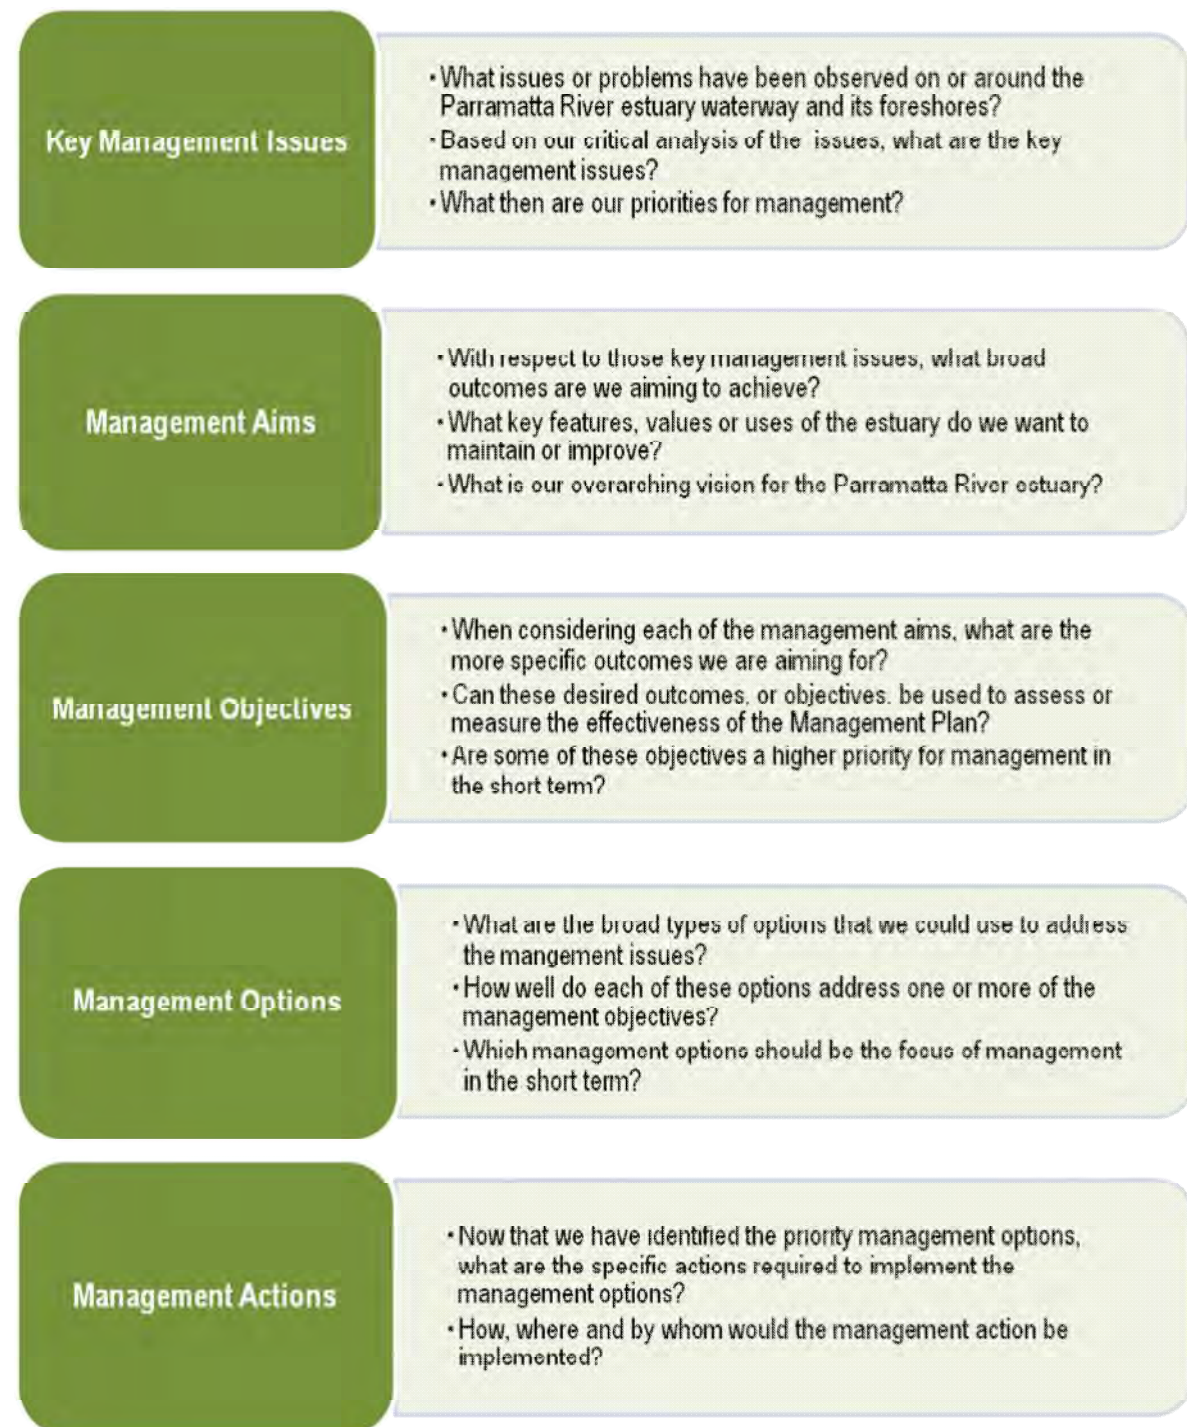 Key Management Issues
• What issues or problems have been observed on or around the
Parramatta River estuary waterway and its foreshores?
• Based on our critical analysis of the issues, what are the key
management issues?
• What then are our priorities for management?
Management Aims
• With respect to those key management issues, what broad
outcomes are we aiming to achieve?
• What key features, values or uses of the estuary do we want to
maintain or improve?
• What is our overarching vision for the Parramatta River estuary?
Management Objectives
• When considering each of the management aims, what are the
more specific outcomes we are aiming for?
• Can these desired outcomes, or objectives, be used to assess or
measure the effectiveness of the Management Plan?
• Are some of these objectives a higher priority for management in
the short term?
Management Options
• What are the broad types of options that we could use to address
the mangement issues?
• How well do each of these options address one or more of the
management objectives?
• Which management options should be the focus of management
in the short term?
Management Actions
• Now that we have identified the priority management options,
what are the specific actions required to implement the
management options?
• How, where and by whom would the management action be
implemented?